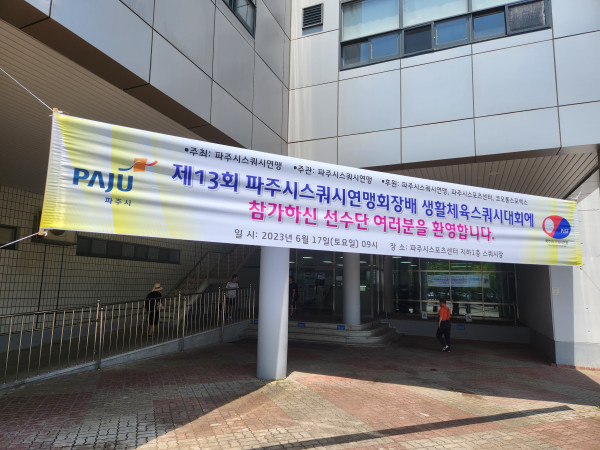 PAJU
파주시
•주최: 파주시스쿼시연맹 •주관: 파주시스쿼시연맹 •후원: 파주시스쿼시연맹, 파주시스포츠센터, 코오롱스포렉스
제13회 파주시스쿼시연맹회장배 생활체육스쿼시대회에
참가하신 선수단 여러분을 환영합니다.
일 시 : 2023년 6월 17일(토요일) 09시 장 소 : 파주시스포츠센터 지하1층 스쿼시장